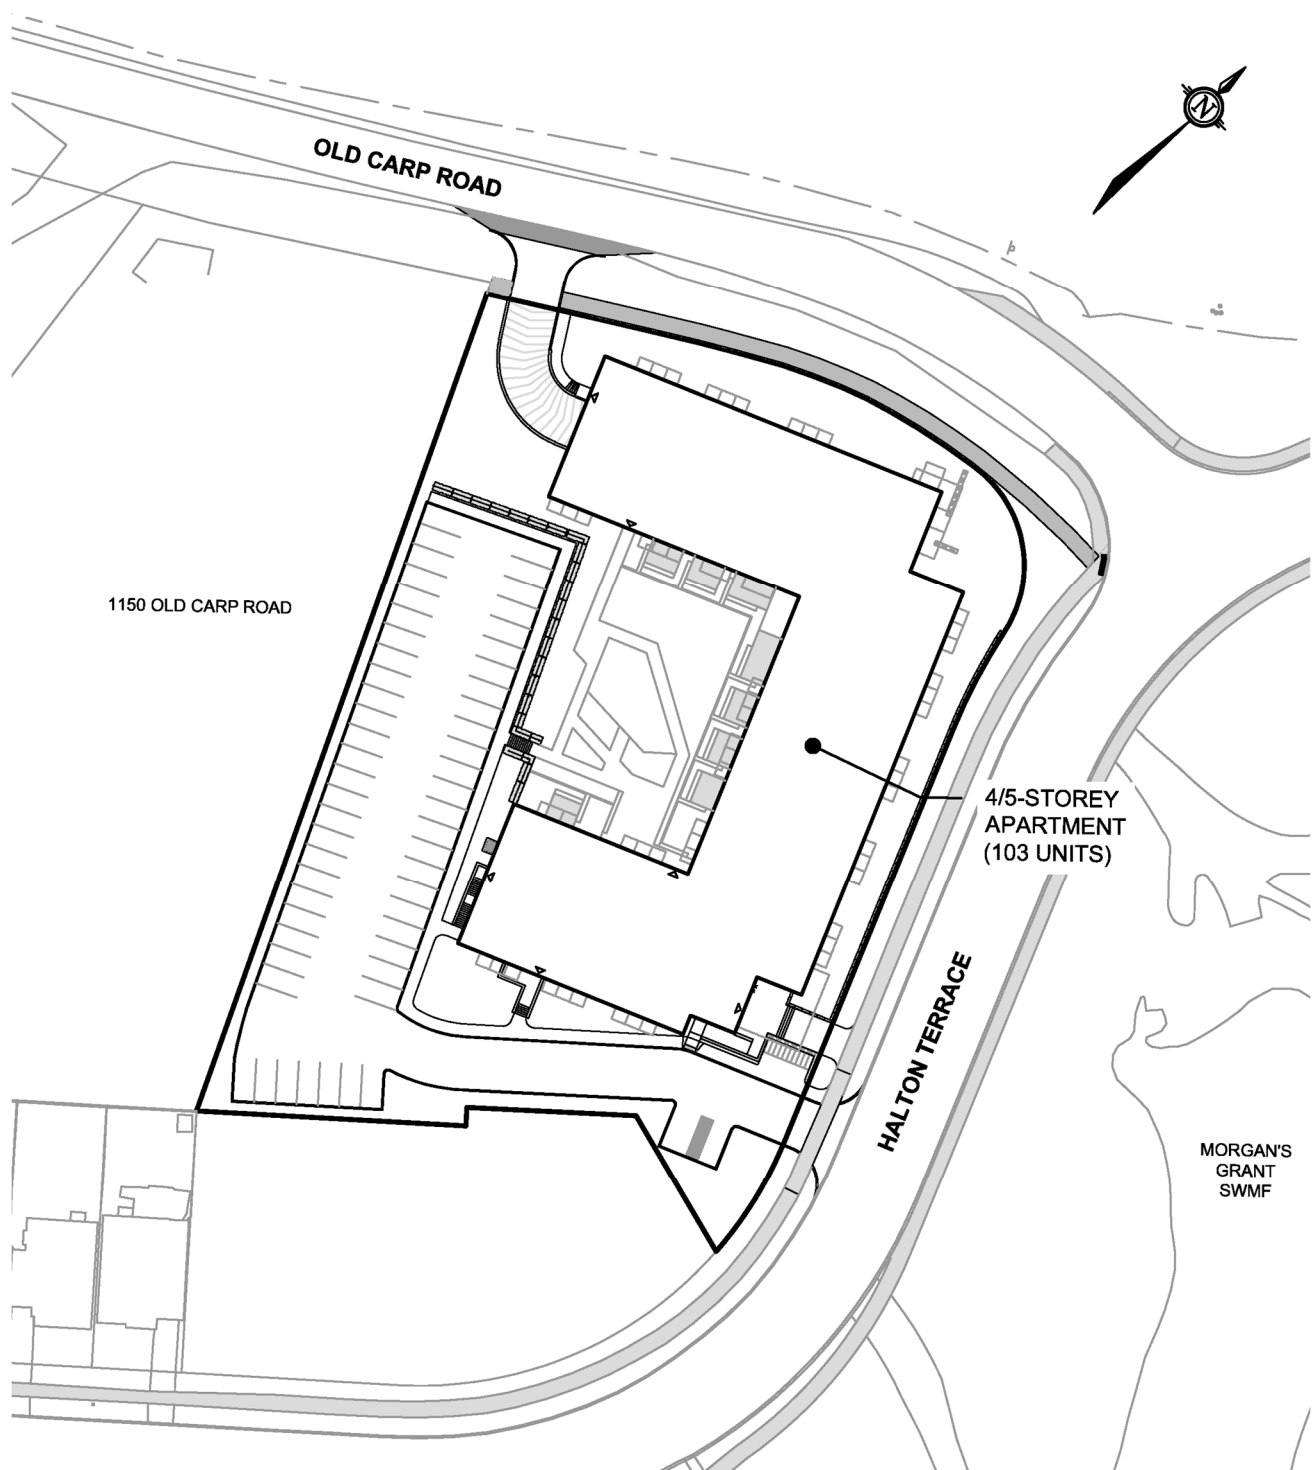 OLD CARP ROAD
N
1150 OLD CARP ROAD
4/5-STOREY
APARTMENT
(103 UNITS)
HALTON TERRACE
MORGAN'S
GRANT
SWMF